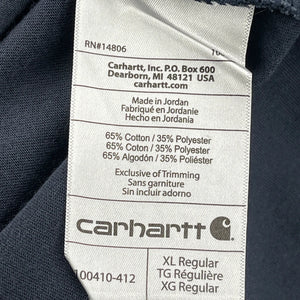 RN#14806
Carhartt, Inc. P.O. Box 600
Dearborn, MI 48121 USA
carhartt.com
Made in Jordan
Fabriqué en Jordanie
Hecho en Jordania
65% Cotton / 35% Polyester
65% Coton / 35% Polyester
65% Algodón / 35% Poliéster
Exclusive of Trimming
Sans garniture
Sin incluir adorno
carhartt
100410-412
XL Regular
TG Régulière
XG Regular